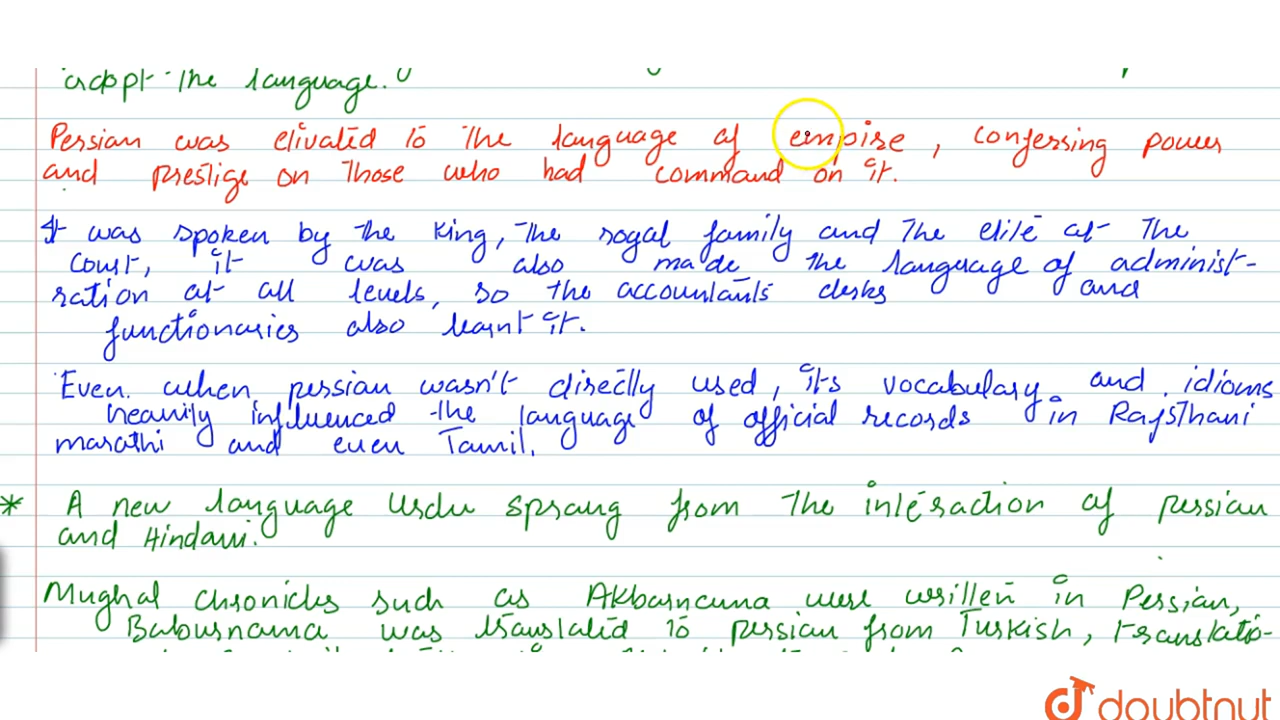 adopt the language.
Persian was elivated to the language of empire, conferring power
and prestige on those who had command on it.
It was spoken by the King, the royal family and the elite at the
court, it was also made the language of administ-
ration at all levels, so the accountants clerks and
functionaries also learnt it.
Even when persian wasn't directly used, its vocabulary and idioms
heavily influenced the language of official records in Rajsthani
marathi and even Tamil.
* A new language Urdu sprang from the interaction of persian
and Hindavi.
Mughal chronicles such as Akbarnama were written in Persian,
Baburnama was translated to persian from Turkish, translatio-
doubtnut